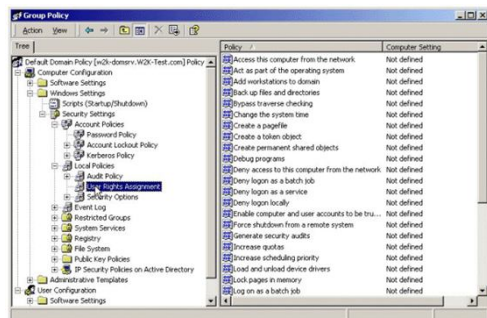 Group Policy
Action View
Tree
Default Domain Policy [w2k-domsrv.W2K-Test.com] Policy
Computer Configuration
Software Settings
Windows Settings
Scripts (Startup/Shutdown)
Security Settings
Account Policies
Password Policy
Account Lockout Policy
Kerberos Policy
Local Policies
Audit Policy
User Rights Assignment
Security Options
Event Log
Restricted Groups
System Services
Registry
File System
Public Key Policies
IP Security Policies on Active Directory
Administrative Templates
User Configuration
Software Settings
Policy Computer Setting
Access this computer from the network Not defined
Act as part of the operating system Not defined
Add workstations to domain Not defined
Back up files and directories Not defined
Bypass traverse checking Not defined
Change the system time Not defined
Create a pagefile Not defined
Create a token object Not defined
Create permanent shared objects Not defined
Debug programs Not defined
Deny access to this computer from the network Not defined
Deny logon as a batch job Not defined
Deny logon as a service Not defined
Deny logon locally Not defined
Enable computer and user accounts to be tru... Not defined
Force shutdown from a remote system Not defined
Generate security audits Not defined
Increase quotas Not defined
Increase scheduling priority Not defined
Load and unload device drivers Not defined
Lock pages in memory Not defined
Log on as a batch job Not defined